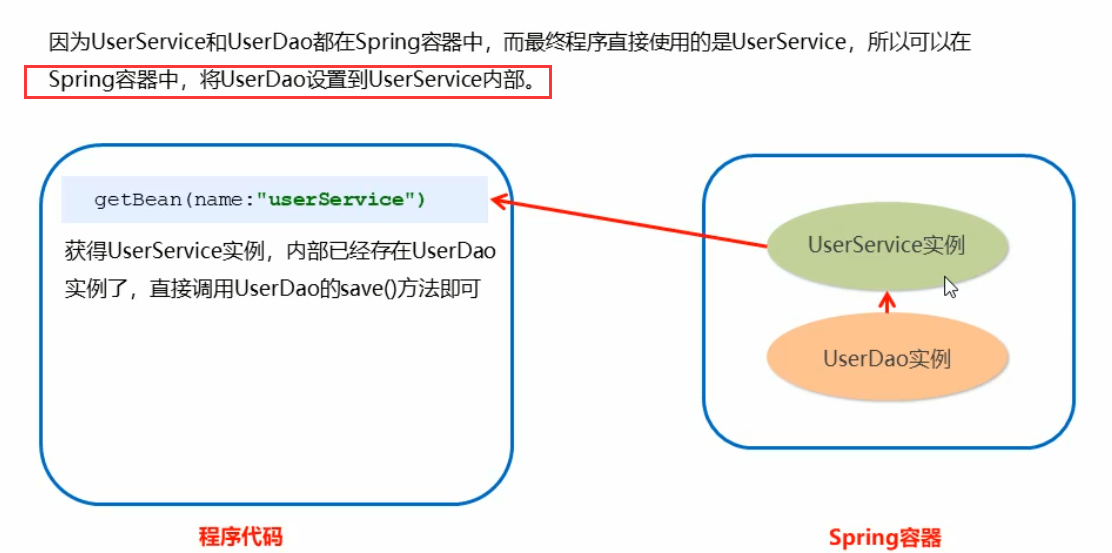 因为UserService和UserDao都在Spring容器中，而最终程序直接使用的是UserService，所以可以在
Spring容器中，将UserDao设置到UserService内部。
getBean(name:"userService")
获得UserService实例，内部已经存在UserDao
实例了，直接调用UserDao的save()方法即可
程序代码
UserService实例
UserDao实例
Spring容器